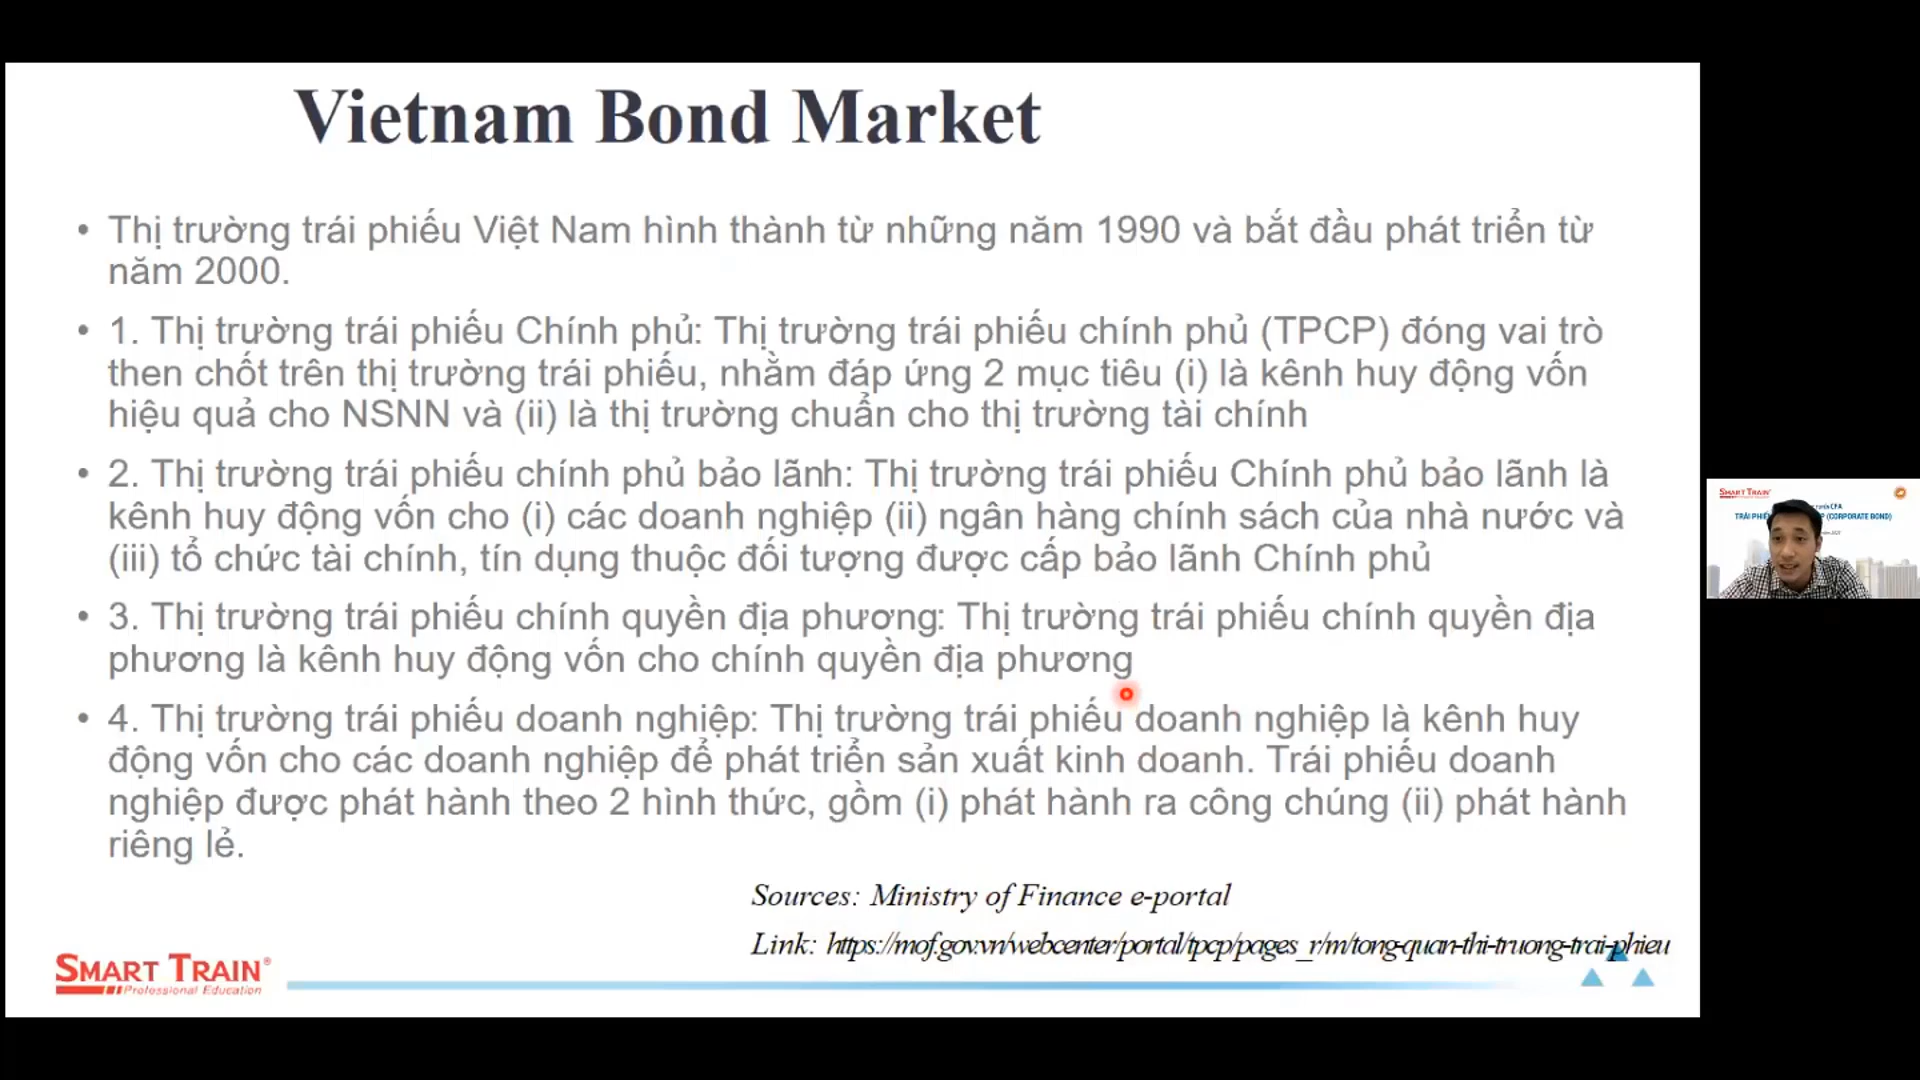 Vietnam Bond Market
• Thị trường trái phiếu Việt Nam hình thành từ những năm 1990 và bắt đầu phát triển từ
năm 2000.
• 1. Thị trường trái phiếu Chính phủ: Thị trường trái phiếu chính phủ (TPCP) đóng vai trò
then chốt trên thị trường trái phiếu, nhằm đáp ứng 2 mục tiêu (i) là kênh huy động vốn
hiệu quả cho NSNN và (ii) là thị trường chuẩn cho thị trường tài chính
• 2. Thị trường trái phiếu chính phủ bảo lãnh: Thị trường trái phiếu Chính phủ bảo lãnh là
kênh huy động vốn cho (i) các doanh nghiệp (ii) ngân hàng chính sách của nhà nước và
(iii) tổ chức tài chính, tín dụng thuộc đối tượng được cấp bảo lãnh Chính phủ
• 3. Thị trường trái phiếu chính quyền địa phương: Thị trường trái phiếu chính quyền địa
phương là kênh huy động vốn cho chính quyền địa phương
• 4. Thị trường trái phiếu doanh nghiệp: Thị trường trái phiếu doanh nghiệp là kênh huy
động vốn cho các doanh nghiệp để phát triển sản xuất kinh doanh. Trái phiếu doanh
nghiệp được phát hành theo 2 hình thức, gồm (i) phát hành ra công chúng (ii) phát hành
riêng lẻ.
Sources: Ministry of Finance e-portal
Link: https://mof.gov.vn/webcenter/portal/tpcp/pages_r/m/tong-quan-thi-truong-trai-phieu
SMART TRAIN®
Professional Education
SMART TRAIN
CFA
TRÁI PHIẾ (CORPORATE BOND)